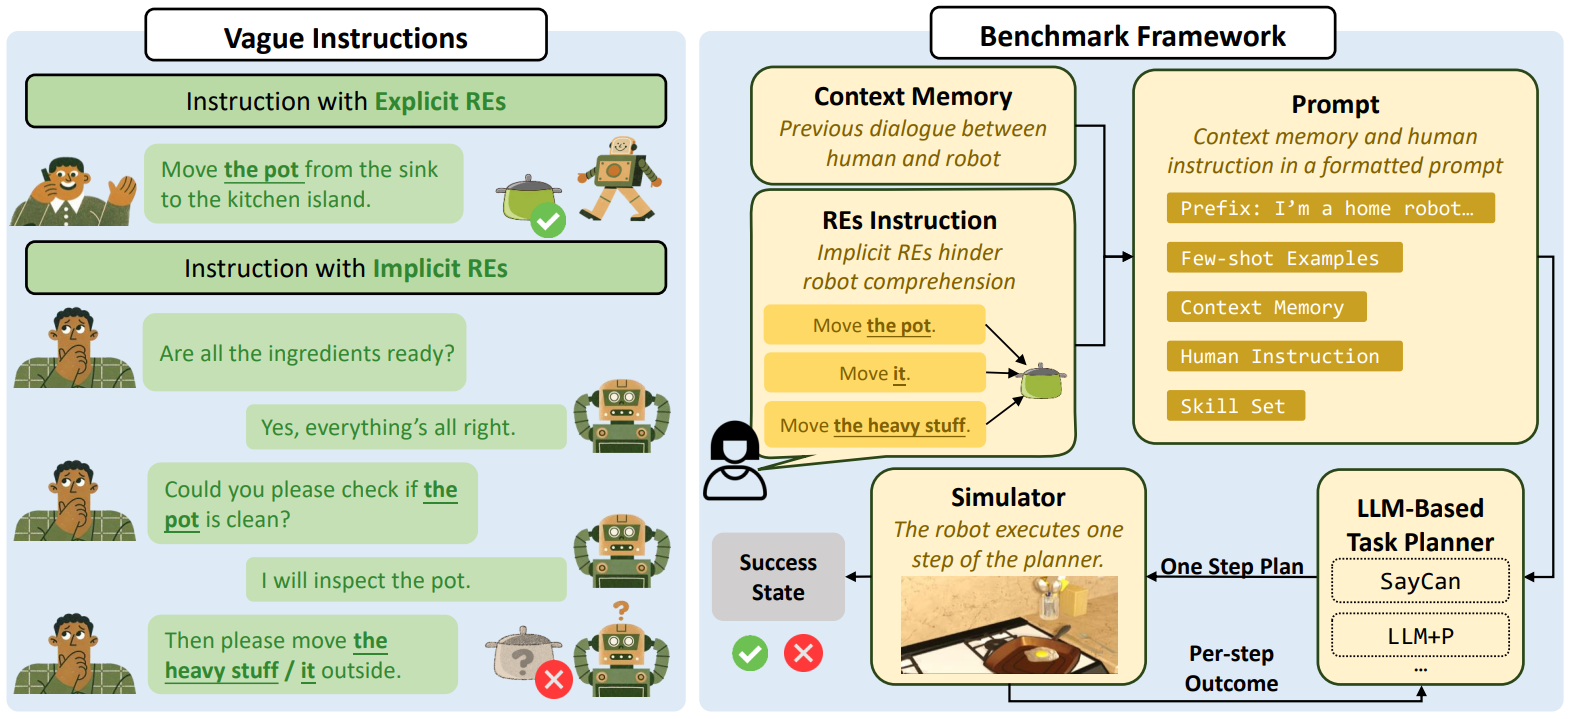 Vague Instructions
Instruction with Explicit REs
Move the pot from the sink
to the kitchen island.
Instruction with Implicit REs
Are all the ingredients ready?
Yes, everything's all right.
Could you please check if the
pot is clean?
I will inspect the pot.
Then please move the
heavy stuff / it outside.
?
?
Benchmark Framework
Context Memory
Previous dialogue between
human and robot
REs Instruction
Implicit REs hinder
robot comprehension
Move the pot.
Move it.
Move the heavy stuff.
Prompt
Context memory and human
instruction in a formatted prompt
Prefix: I'm a home robot…
Few-shot Examples
Context Memory
Human Instruction
Skill Set
LLM-Based
Task Planner
SayCan
LLM+P
…
One Step Plan
Per-step
Outcome
Simulator
The robot executes one
step of the planner.
Success
State